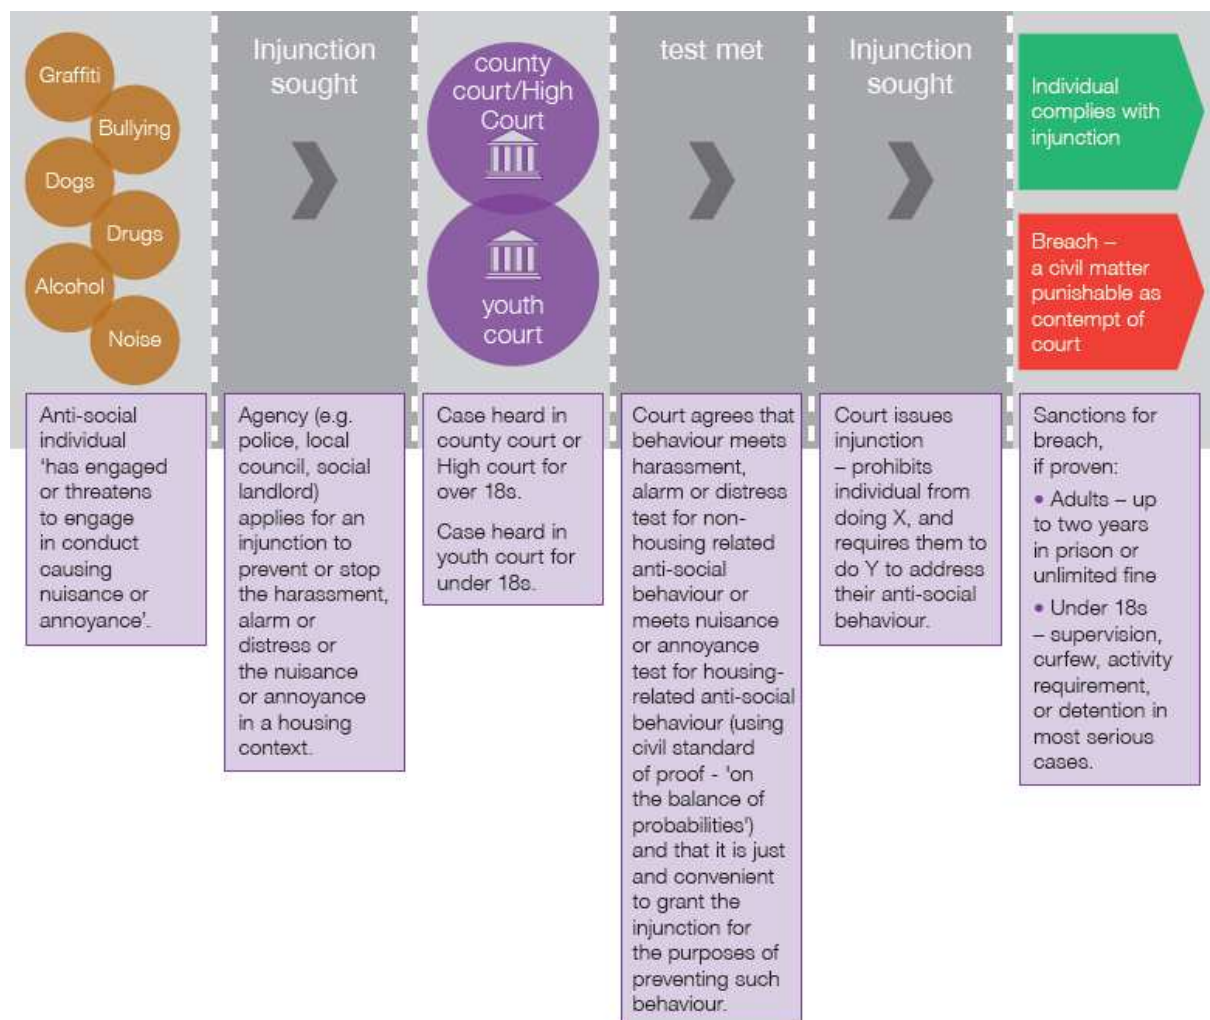 Graffiti
Bullying
Dogs
Drugs
Alcohol
Noise
Injunction
sought
county
court/High
Court
youth
court
test met
Injunction
sought
Individual
complies with
injunction
Breach –
a civil matter
punishable as
contempt of
court
Anti-social
individual
'has engaged
or threatens
to engage
in conduct
causing
nuisance or
annoyance'.
Agency (e.g.
police, local
council, social
landlord)
applies for an
injunction to
prevent or stop
the harassment,
alarm or
distress or
the nuisance
or annoyance
in a housing
context.
Case heard in
county court or
High court for
over 18s.
Case heard in
youth court for
under 18s.
Court agrees that
behaviour meets
harassment,
alarm or distress
test for non-
housing related
anti-social
behaviour or
meets nuisance
or annoyance
test for housing-
related anti-social
behaviour (using
civil standard
of proof - 'on
the balance of
probabilities')
and that it is just
and convenient
to grant the
injunction for
the purposes of
preventing such
behaviour.
Court issues
injunction
– prohibits
individual from
doing X, and
requires them to
do Y to address
their anti-social
behaviour.
Sanctions for
breach,
if proven:
• Adults – up
to two years
in prison or
unlimited fine
• Under 18s
– supervision,
curfew, activity
requirement,
or detention in
most serious
cases.